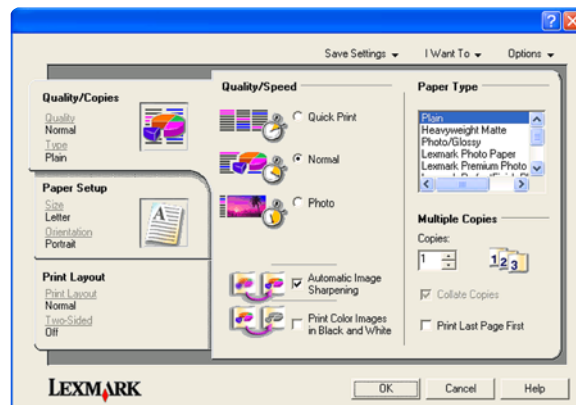 Save Settings
I Want To
Options
Quality/Copies
Quality
Normal
Type
Plain
Paper Setup
Size
Letter
Orientation
Portrait
Print Layout
Print Layout
Normal
Two-Sided
Off
Quality/Speed
Quick Print
Normal
Photo
Automatic Image
Sharpening
Print Color Images
in Black and White
Paper Type
Plain
Heavyweight Matte
Photo/Glossy
Lexmark Photo Paper
Lexmark Premium Photo
Multiple Copies
Copies:
1
1 2 3
Collate Copies
Print Last Page First
LEXMARK
OK
Cancel
Help